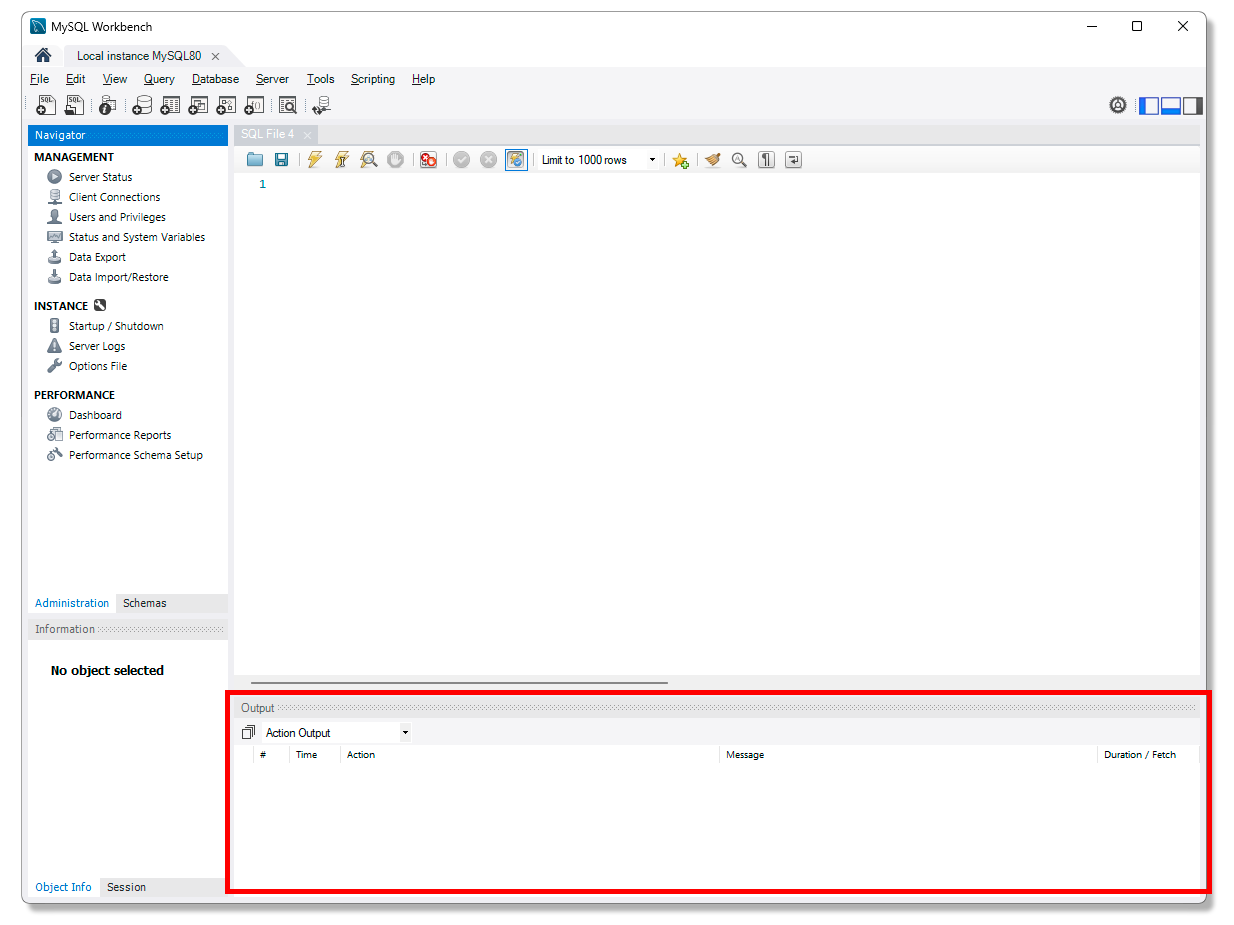 MySQL Workbench
Local instance MySQL80
File Edit View Query Database Server Tools Scripting Help
Navigator
MANAGEMENT
Server Status
Client Connections
Users and Privileges
Status and System Variables
Data Export
Data Import/Restore
INSTANCE
Startup / Shutdown
Server Logs
Options File
PERFORMANCE
Dashboard
Performance Reports
Performance Schema Setup
Administration Schemas
Information
No object selected
Object Info Session
SQL File 4
Limit to 1000 rows
1
Output
Action Output
# Time Action Message Duration / Fetch